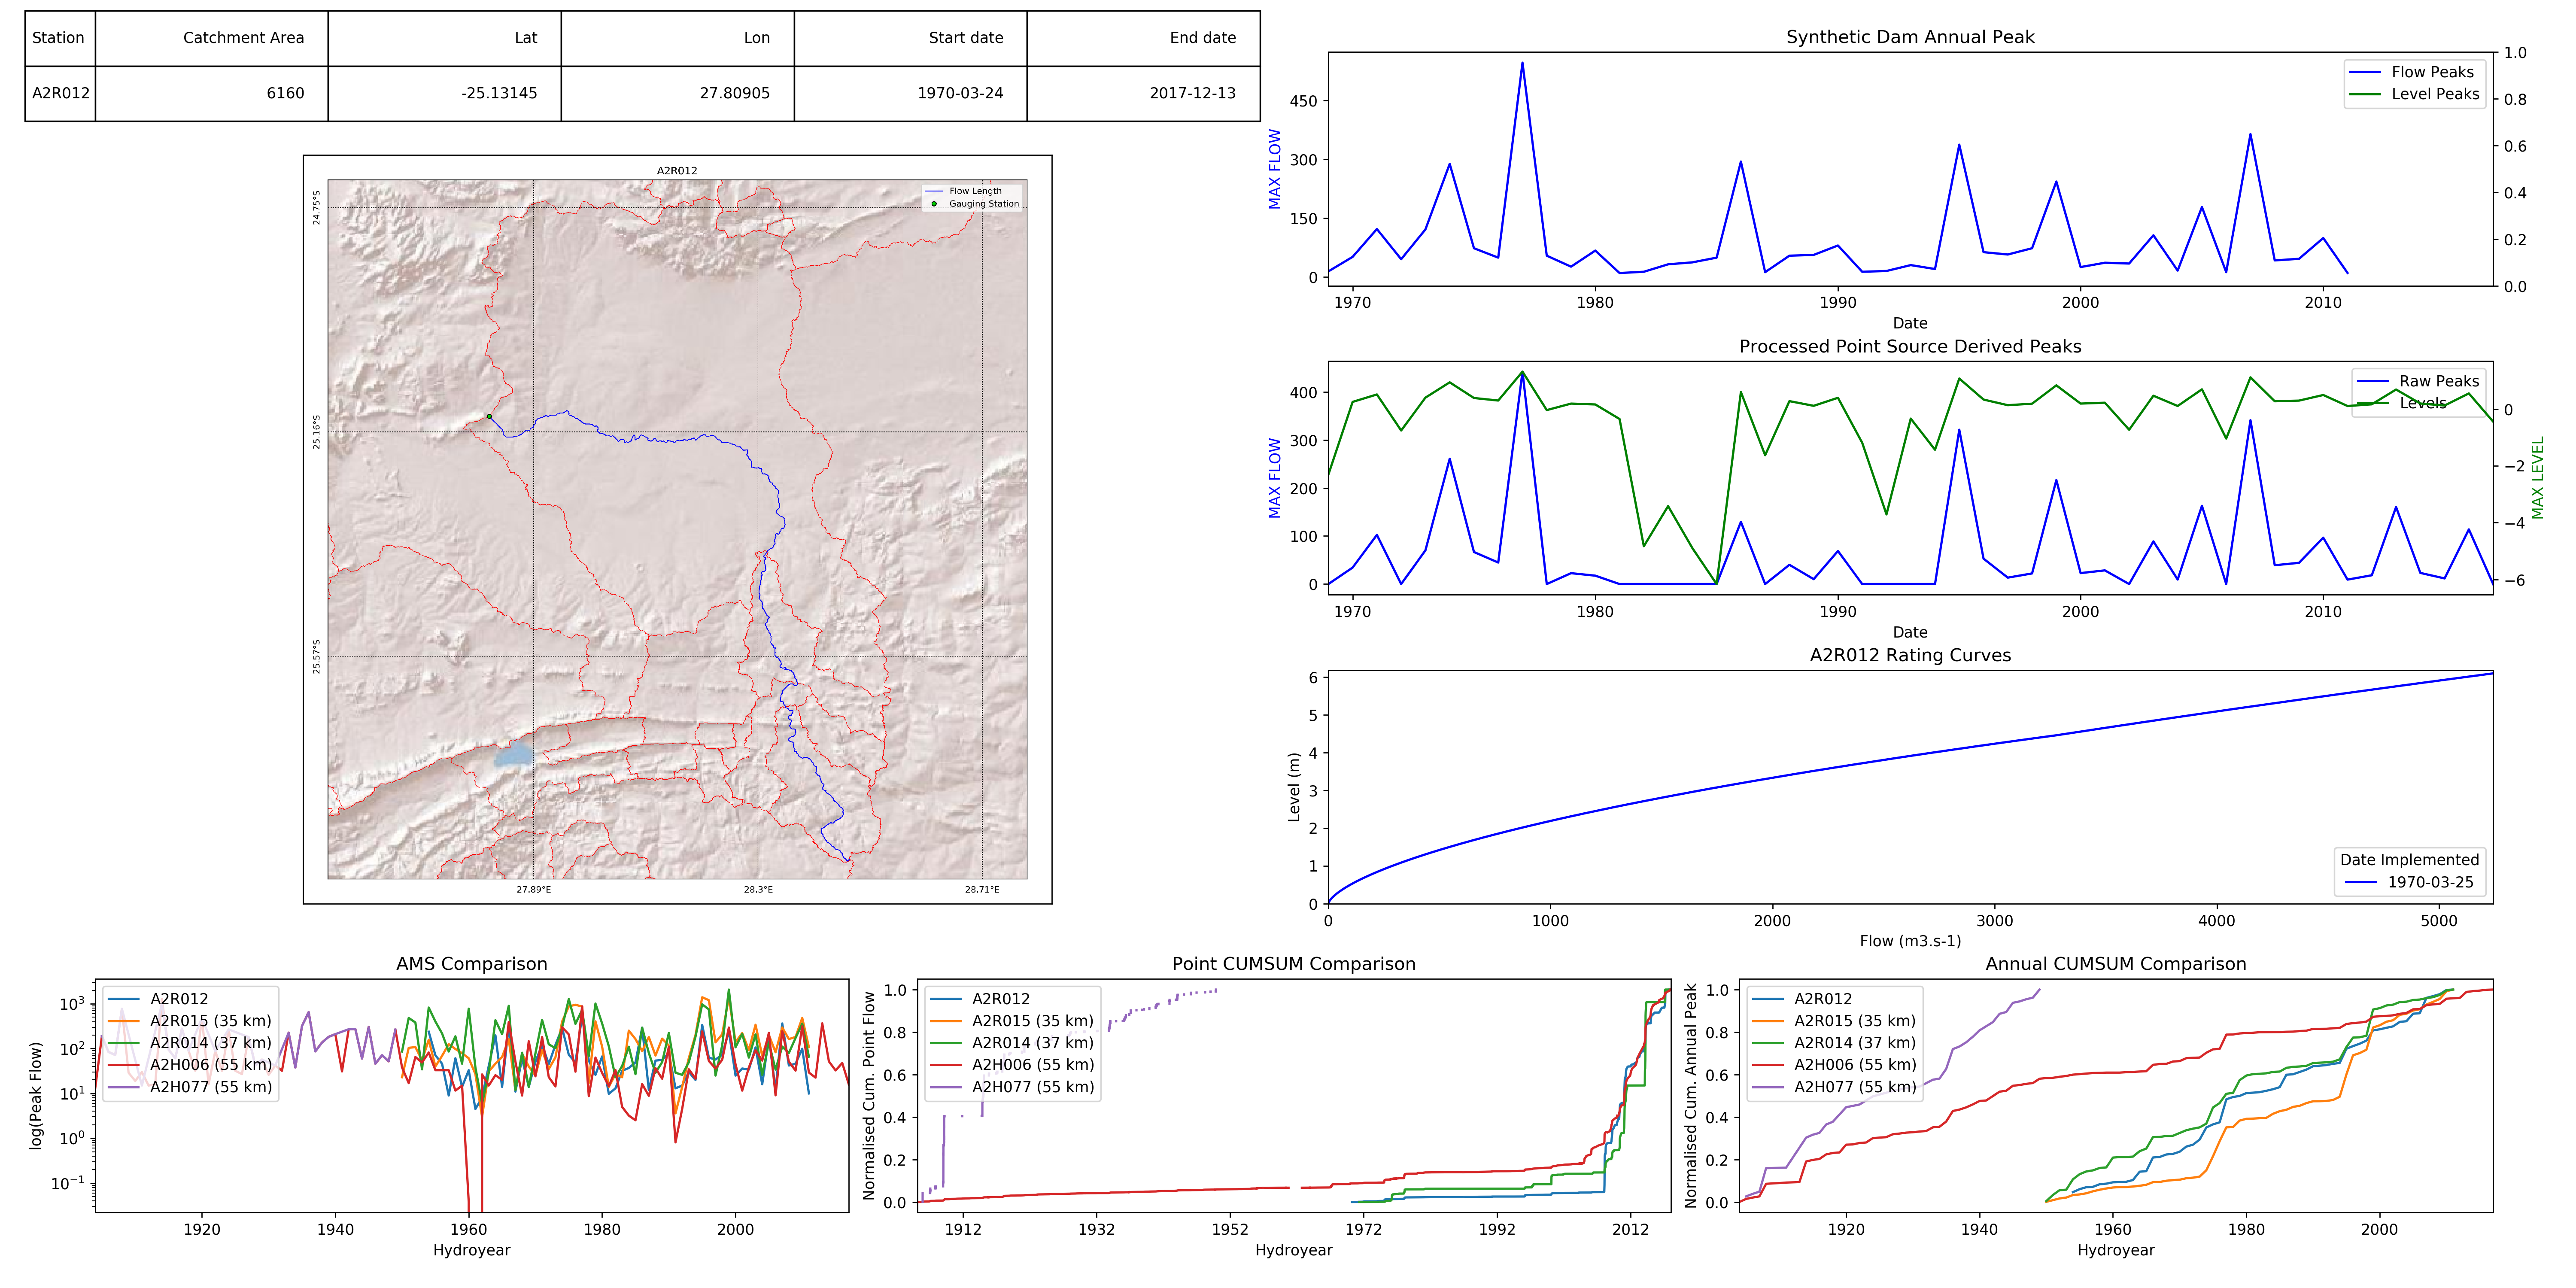 Station Catchment Area Lat Lon Start date End date
A2R012 6160 -25.13145 27.80905 1970-03-24 2017-12-13
A2R012
Flow Length
Gauging Station
24.75°S
25.16°S
25.57°S
27.89°E 28.3°E 28.71°E
Synthetic Dam Annual Peak
Flow Peaks
Level Peaks
MAX FLOW
450
300
150
0
1.0
0.8
0.6
0.4
0.2
0.0
1970 1980 1990 2000 2010
Date
Processed Point Source Derived Peaks
Raw Peaks
Levels
MAX FLOW
400
300
200
100
0
MAX LEVEL
0
−2
−4
−6
1970 1980 1990 2000 2010
Date
A2R012 Rating Curves
Level (m)
6
5
4
3
2
1
0
Date Implemented
1970-03-25
0 1000 2000 3000 4000 5000
Flow (m3.s-1)
AMS Comparison
A2R012
A2R015 (35 km)
A2R014 (37 km)
A2H006 (55 km)
A2H077 (55 km)
log(Peak Flow)
10³
10²
10¹
10⁰
10⁻¹
1920 1940 1960 1980 2000
Hydroyear
Point CUMSUM Comparison
A2R012
A2R015 (35 km)
A2R014 (37 km)
A2H006 (55 km)
A2H077 (55 km)
Normalised Cum. Point Flow
1.0
0.8
0.6
0.4
0.2
0.0
1912 1932 1952 1972 1992 2012
Hydroyear
Annual CUMSUM Comparison
A2R012
A2R015 (35 km)
A2R014 (37 km)
A2H006 (55 km)
A2H077 (55 km)
Normalised Cum. Annual Peak
1.0
0.8
0.6
0.4
0.2
0.0
1920 1940 1960 1980 2000
Hydroyear